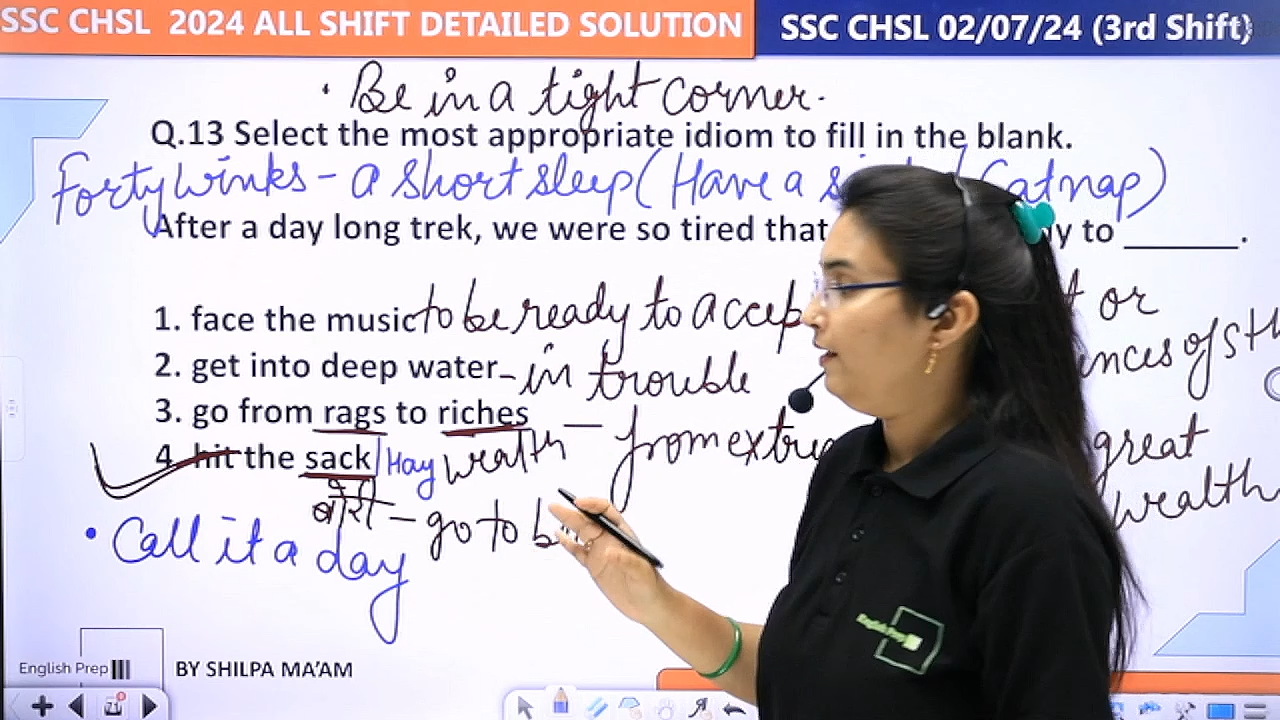 SSC CHSL 2024 ALL SHIFT DETAILED SOLUTION
SSC CHSL 02/07/24 (3rd Shift)
· Be in a tight corner.
Q.13 Select the most appropriate idiom to fill in the blank.
Forty winks - a short sleep (Have a / Catnap)
After a day long trek, we were so tired that to ______.
1. face the music to be ready to accep or
ences of sth
2. get into deep water - in trouble
3. go from rags to riches — from extre great
wealth wealth
4. hit the sack / Hay
बोरी - go to b
• Call it a day
English Prep
BY SHILPA MA'AM
English Prep